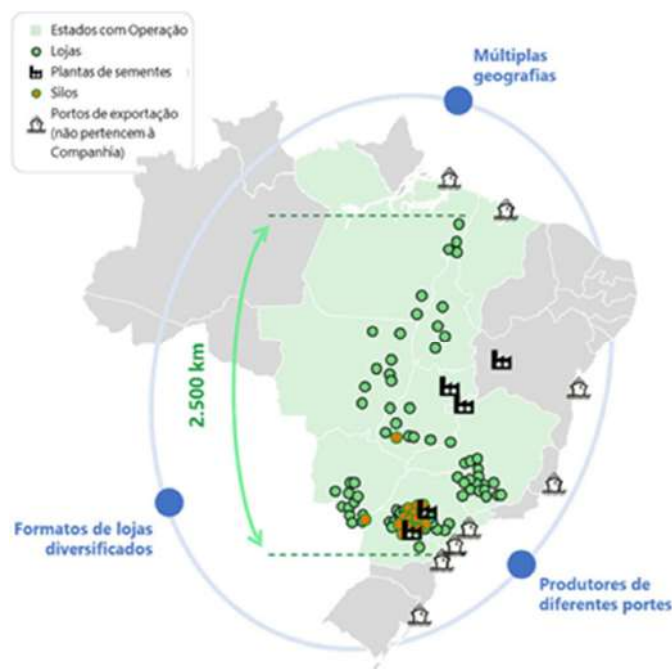 Estados com Operação
Lojas
Plantas de sementes
Silos
Portos de exportação
(não pertencem à
Companhia)
Múltiplas
geografias
2.500 km
Formatos de lojas
diversificados
Produtores de
diferentes portes